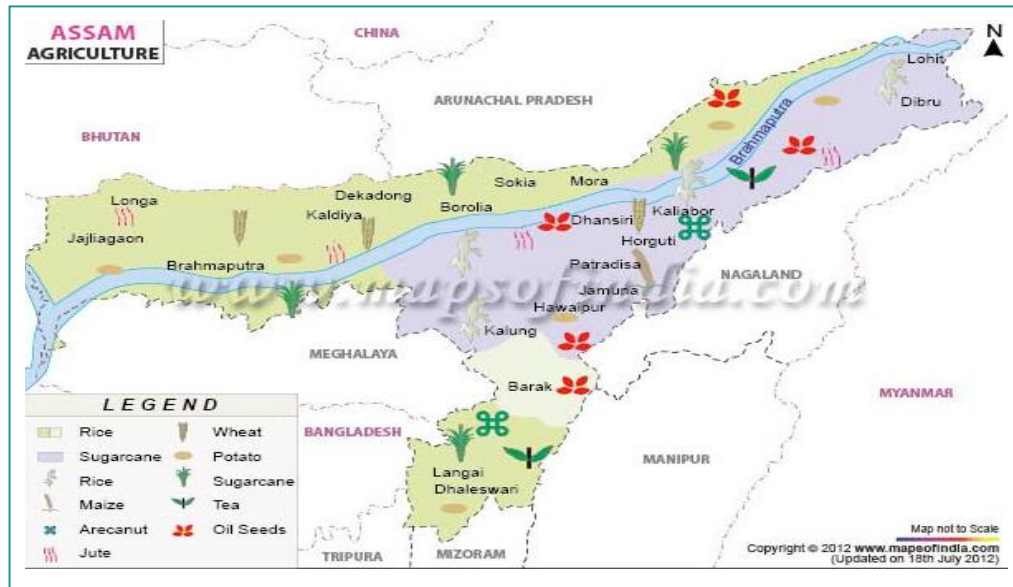 ASSAM
AGRICULTURE
CHINA
N
Lohit
ARUNACHAL PRADESH
Dibru
BHUTAN
Brahmaputra
Dekadong
Sokia
Mora
Longa
Kaldiya
Borolia
Kaliabor
Dhansiri
Jajliagaon
Horguti
Brahmaputra
Patradisa
NAGALAND
www.mapsofindia.com
Jamuna
Hawaipur
Kalung
MEGHALAYA
Barak
MYANMAR
LEGEND
Rice
Wheat
Sugarcane
Potato
Rice
Sugarcane
Maize
Tea
Arecanut
Oil Seeds
Jute
BANGLADESH
MANIPUR
Langai
Dhaleswari
TRIPURA
MIZORAM
Map not to Scale
Copyright © 2012 www.mapsofindia.com
(Updated on 18th July 2012)